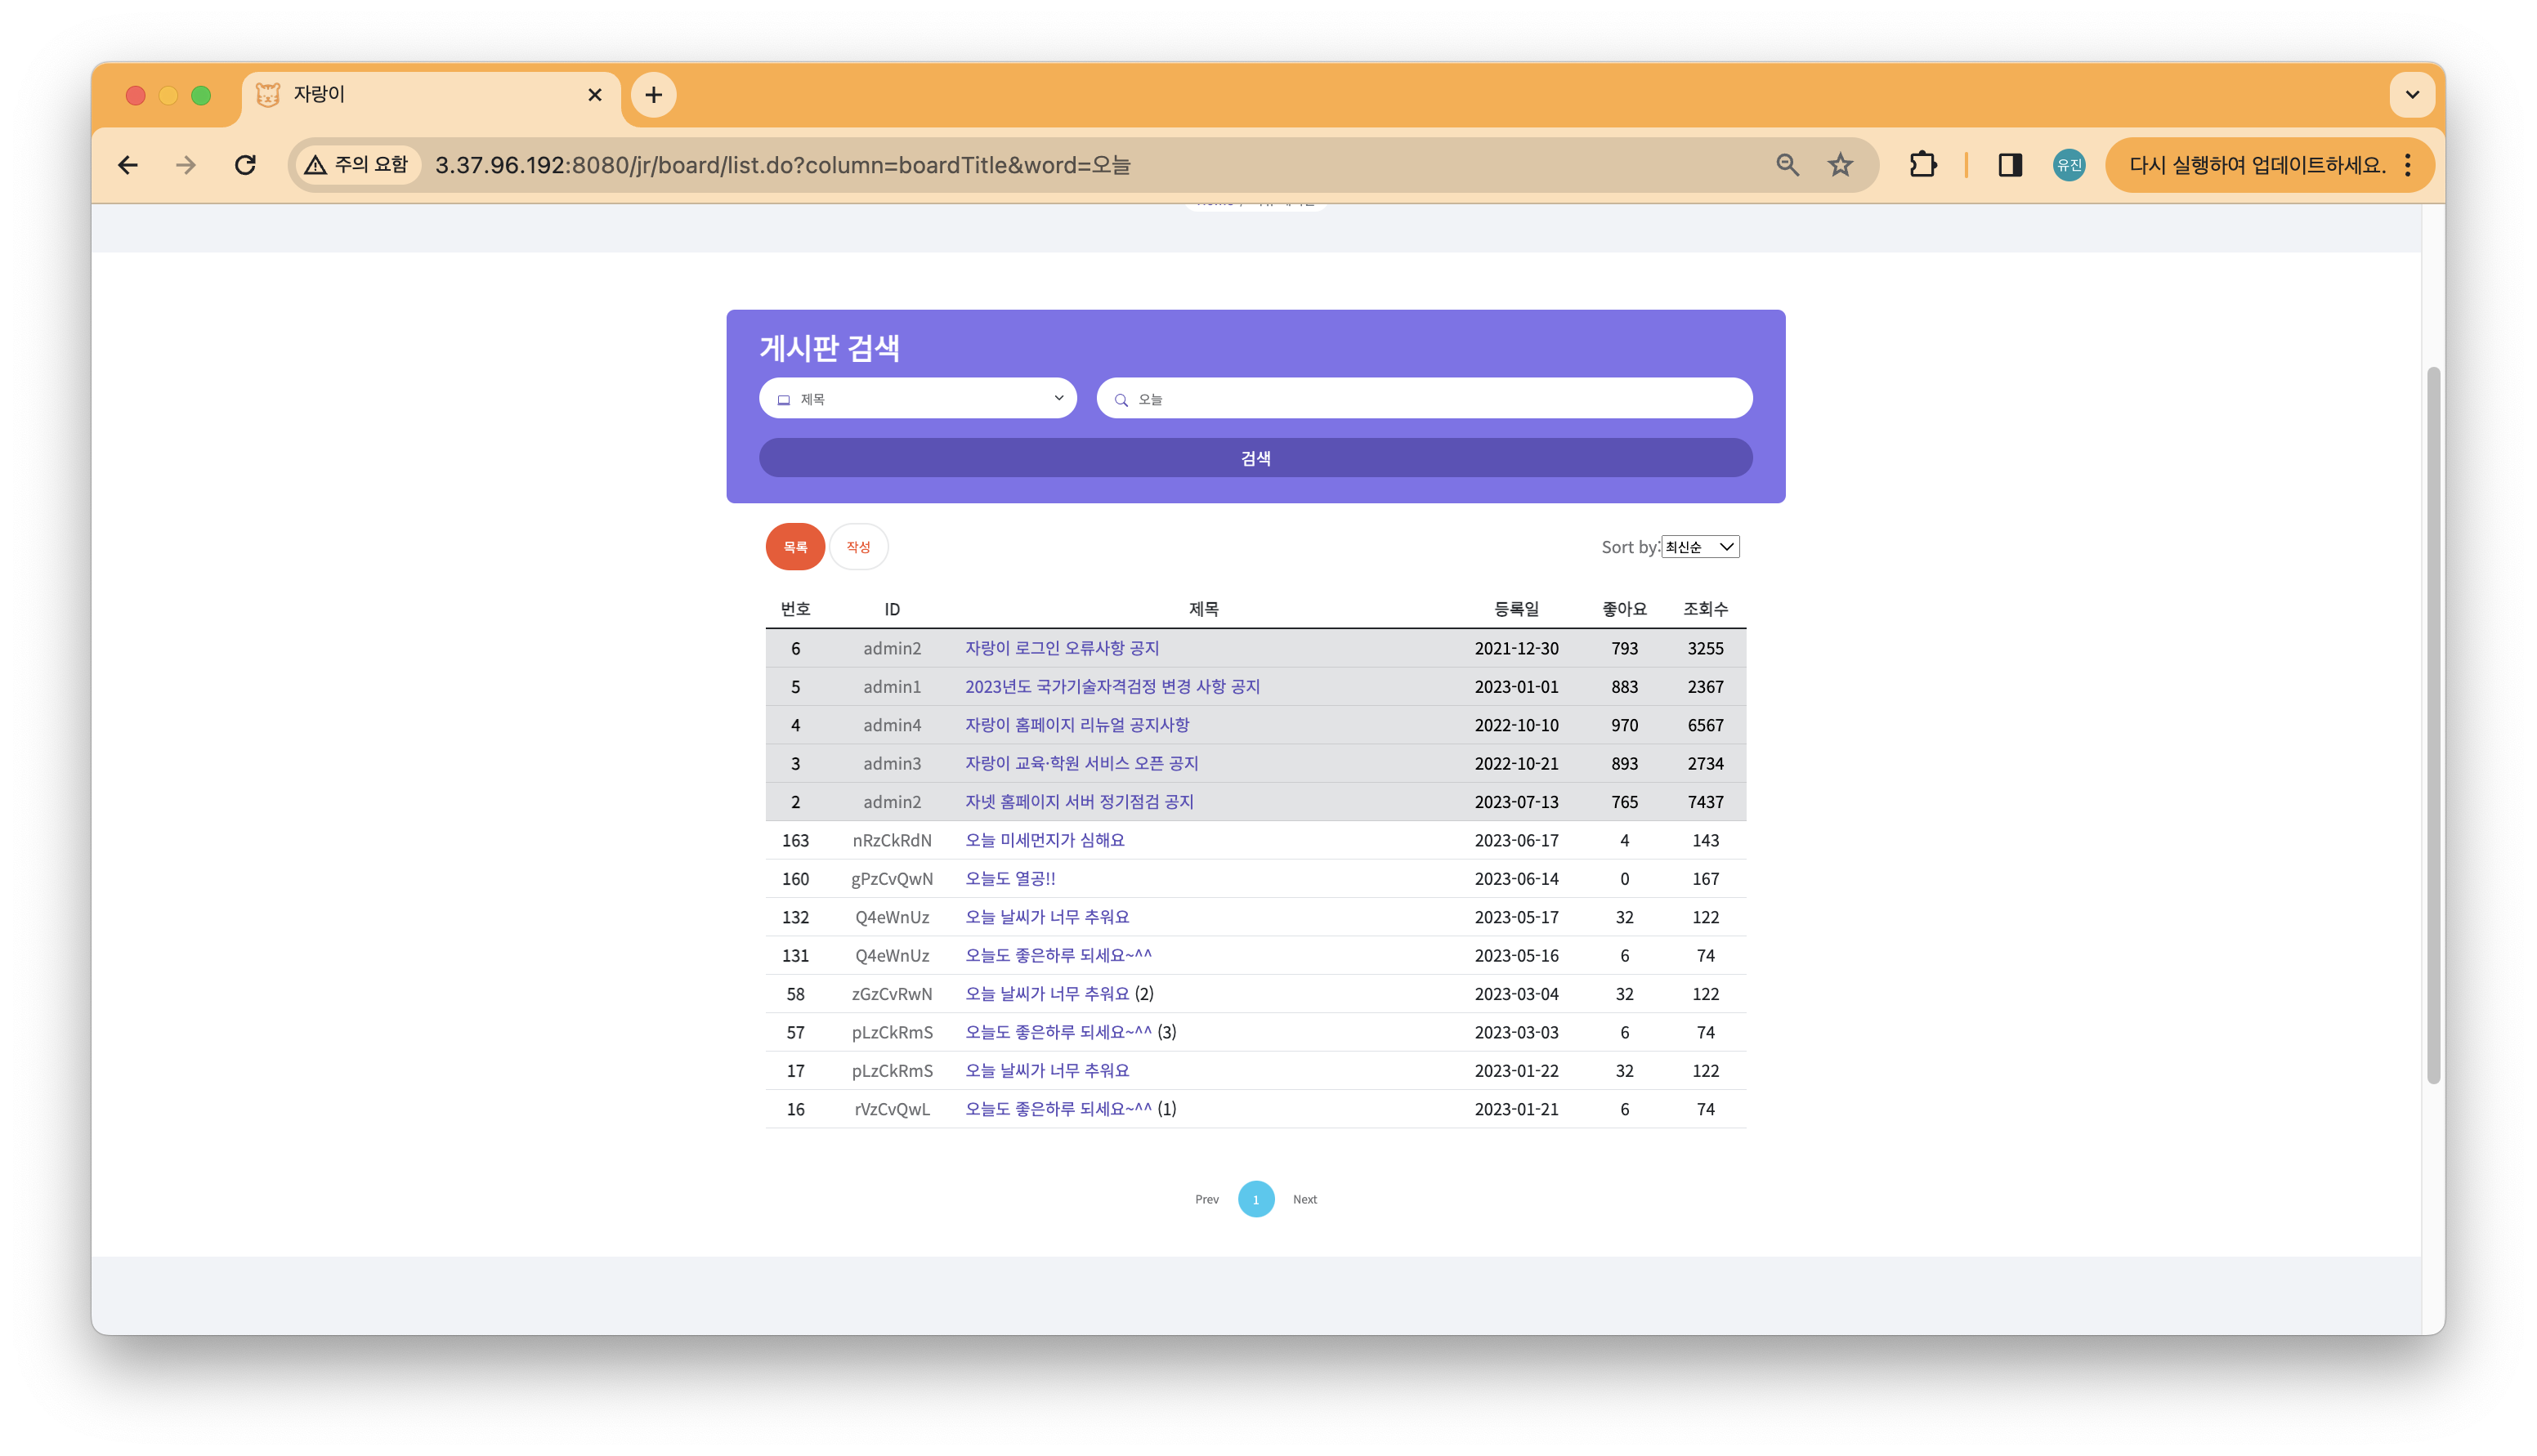 자랑이
주의 요함 3.37.96.192:8080/jr/board/list.do?column=boardTitle&word=오늘 유진 다시 실행하여 업데이트하세요.
게시판 검색
제목 오늘
검색
목록 작성 Sort by: 최신순
번호 ID 제목 등록일 좋아요 조회수
6 admin2 자랑이 로그인 오류사항 공지 2021-12-30 793 3255
5 admin1 2023년도 국가기술자격검정 변경 사항 공지 2023-01-01 883 2367
4 admin4 자랑이 홈페이지 리뉴얼 공지사항 2022-10-10 970 6567
3 admin3 자랑이 교육·학원 서비스 오픈 공지 2022-10-21 893 2734
2 admin2 자넷 홈페이지 서버 정기점검 공지 2023-07-13 765 7437
163 nRzCkRdN 오늘 미세먼지가 심해요 2023-06-17 4 143
160 gPzCvQwN 오늘도 열공!! 2023-06-14 0 167
132 Q4eWnUz 오늘 날씨가 너무 추워요 2023-05-17 32 122
131 Q4eWnUz 오늘도 좋은하루 되세요~^^ 2023-05-16 6 74
58 zGzCvRwN 오늘 날씨가 너무 추워요 (2) 2023-03-04 32 122
57 pLzCkRmS 오늘도 좋은하루 되세요~^^ (3) 2023-03-03 6 74
17 pLzCkRmS 오늘 날씨가 너무 추워요 2023-01-22 32 122
16 rVzCvQwL 오늘도 좋은하루 되세요~^^ (1) 2023-01-21 6 74
Prev 1 Next